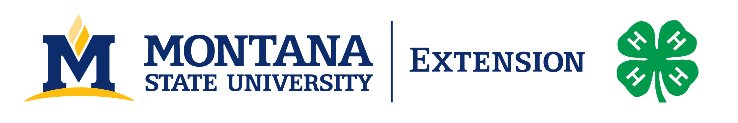 M MONTANA
STATE UNIVERSITY
EXTENSION
H H
H H